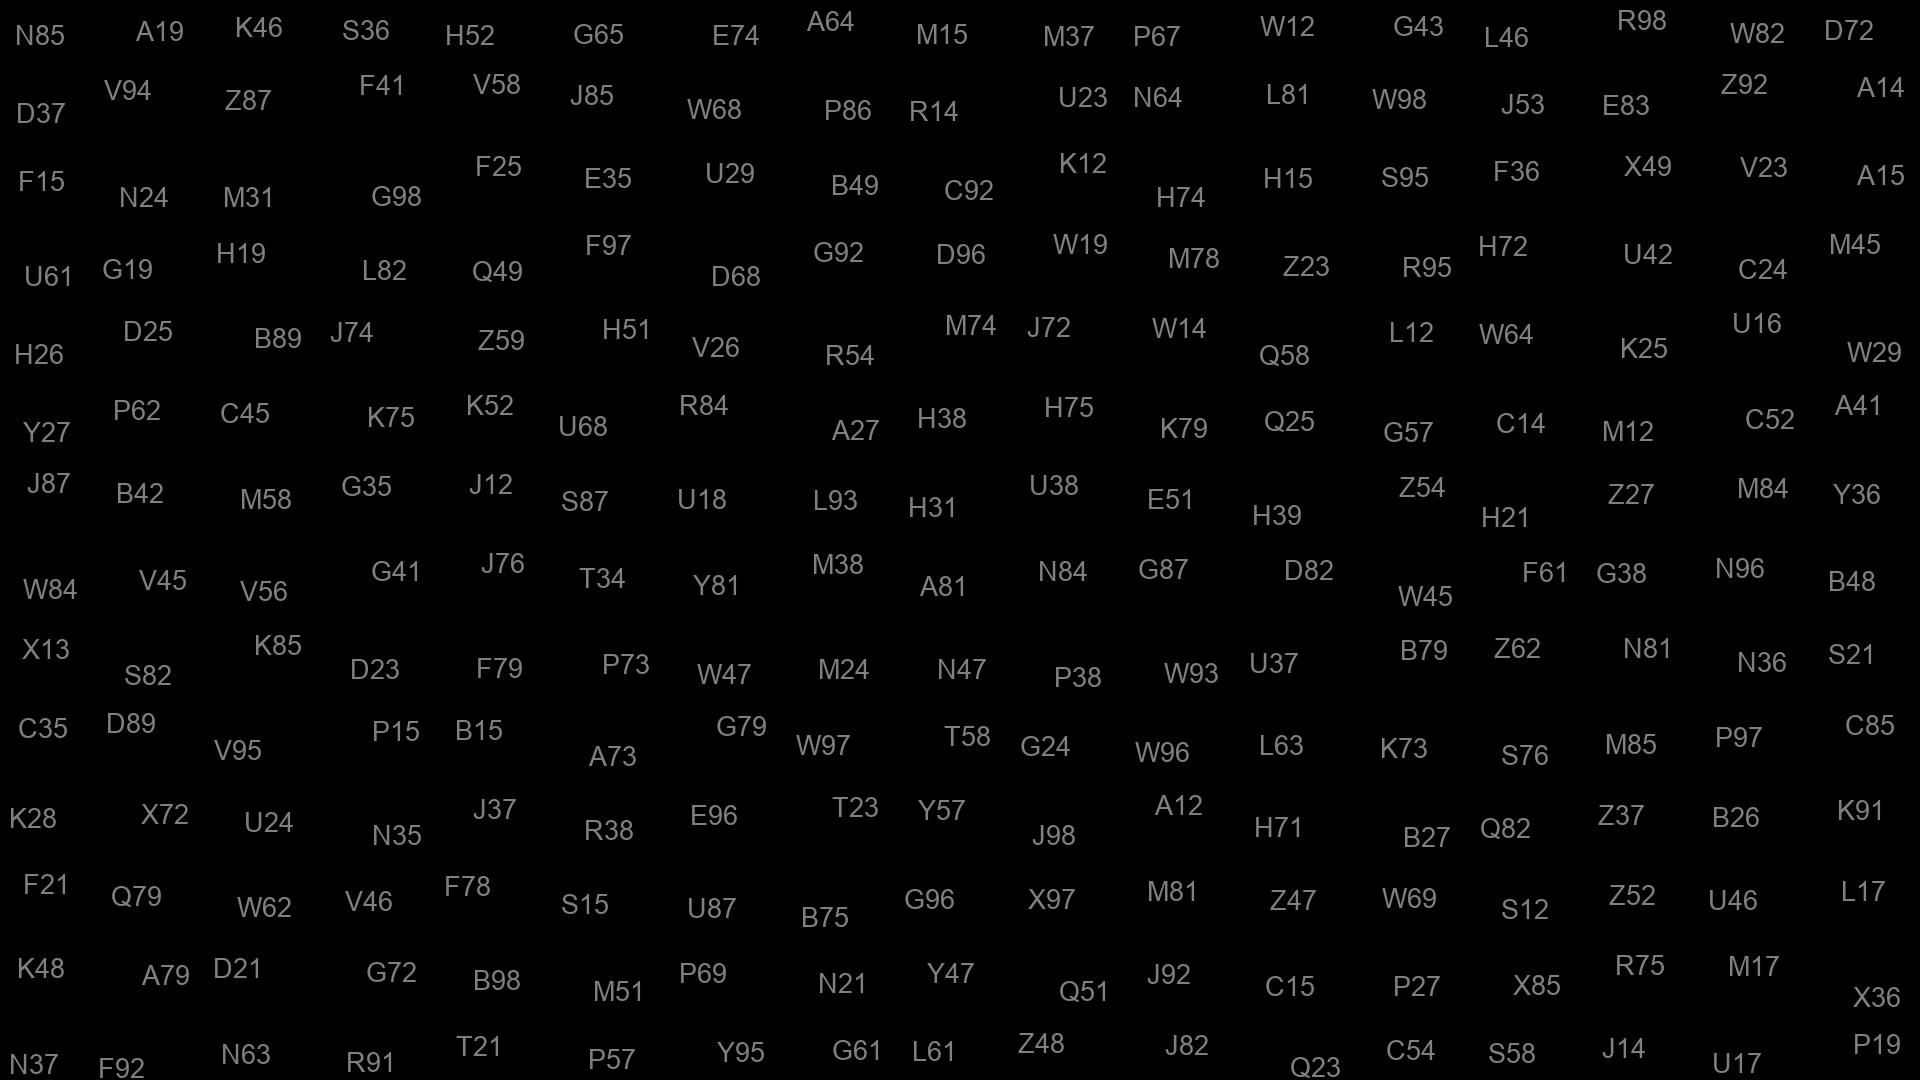 N85 A19 K46 S36 H52 G65 E74 A64 M15 M37 P67 W12 G43 L46 R98 W82 D72
D37 V94 Z87 F41 V58 J85 W68 P86 R14 U23 N64 L81 W98 J53 E83 Z92 A14
F15 N24 M31 G98 F25 E35 U29 B49 C92 K12 H74 H15 S95 F36 X49 V23 A15
U61 G19 H19 L82 Q49 F97 D68 G92 D96 W19 M78 Z23 R95 H72 U42 C24 M45
H26 D25 B89 J74 Z59 H51 V26 R54 M74 J72 W14 Q58 L12 W64 K25 U16 W29
Y27 P62 C45 K75 K52 U68 R84 A27 H38 H75 K79 Q25 G57 C14 M12 C52 A41
J87 B42 M58 G35 J12 S87 U18 L93 H31 U38 E51 H39 Z54 H21 Z27 M84 Y36
W84 V45 V56 G41 J76 T34 Y81 M38 A81 N84 G87 D82 W45 F61 G38 N96 B48
X13 S82 K85 D23 F79 P73 W47 M24 N47 P38 W93 U37 B79 Z62 N81 N36 S21
C35 D89 V95 P15 B15 A73 G79 W97 T58 G24 W96 L63 K73 S76 M85 P97 C85
K28 X72 U24 N35 J37 R38 E96 T23 Y57 J98 A12 H71 B27 Q82 Z37 B26 K91
F21 Q79 W62 V46 F78 S15 U87 B75 G96 X97 M81 Z47 W69 S12 Z52 U46 L17
K48 A79 D21 G72 B98 M51 P69 N21 Y47 Q51 J92 C15 P27 X85 R75 M17 X36
N37 F92 N63 R91 T21 P57 Y95 G61 L61 Z48 J82 Q23 C54 S58 J14 U17 P19